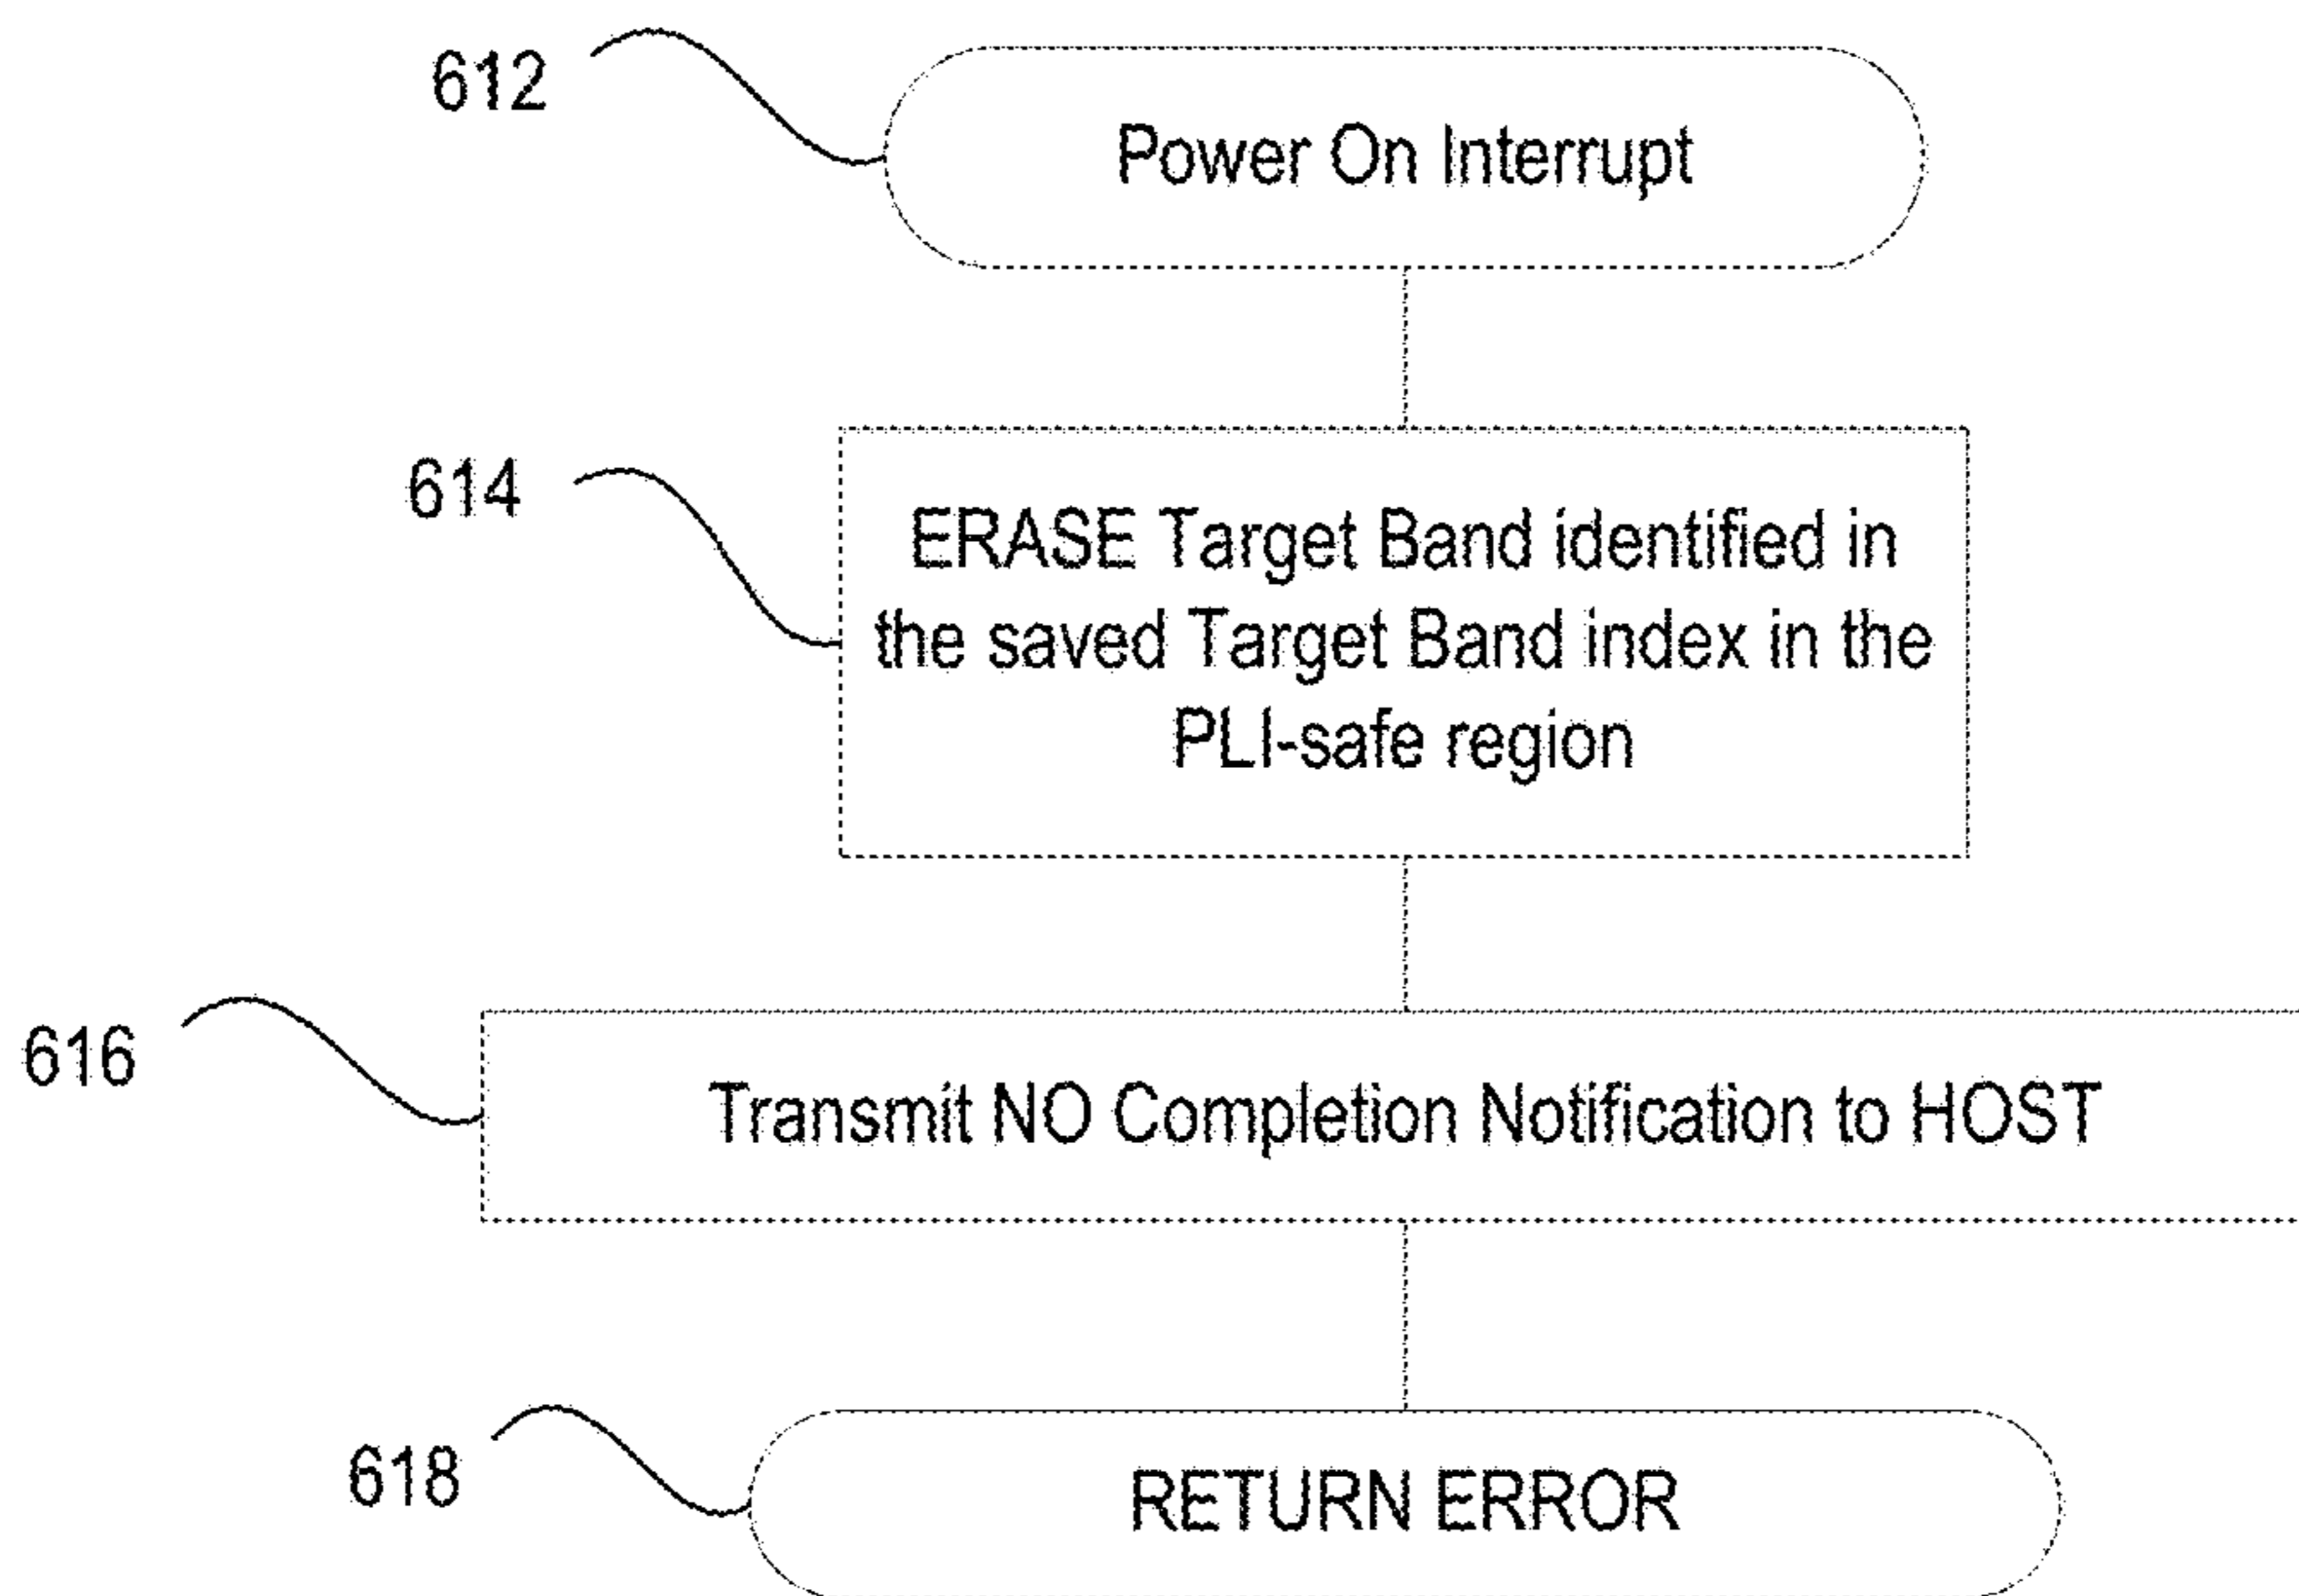 612
Power On Interrupt
614
ERASE Target Band identified in
the saved Target Band index in the
PLI-safe region
616
Transmit NO Completion Notification to HOST
618
RETURN ERROR